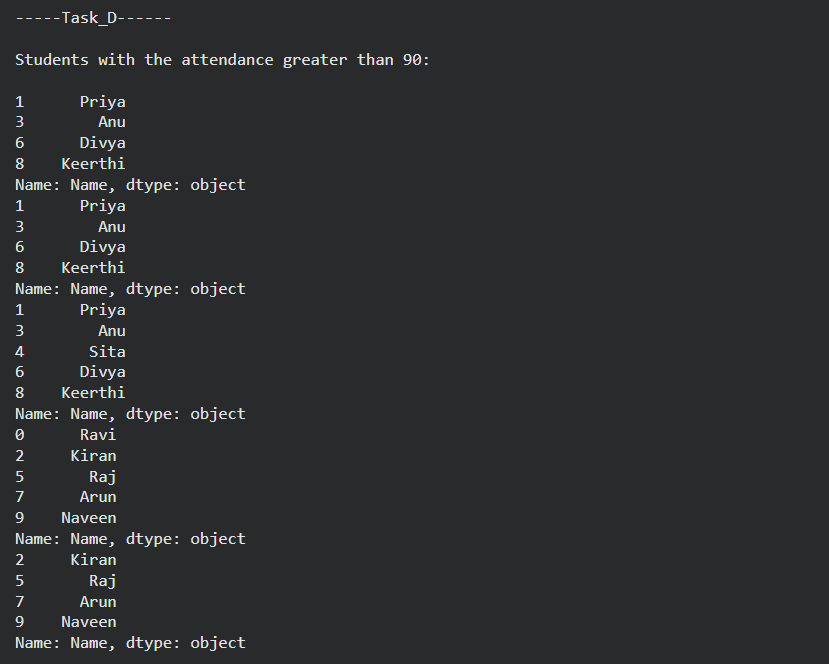 -----Task_D------
Students with the attendance greater than 90:
1      Priya
3        Anu
6      Divya
8    Keerthi
Name: Name, dtype: object
1      Priya
3        Anu
6      Divya
8    Keerthi
Name: Name, dtype: object
1      Priya
3        Anu
4       Sita
6      Divya
8    Keerthi
Name: Name, dtype: object
0      Ravi
2     Kiran
5       Raj
7      Arun
9    Naveen
Name: Name, dtype: object
2     Kiran
5       Raj
7      Arun
9    Naveen
Name: Name, dtype: object